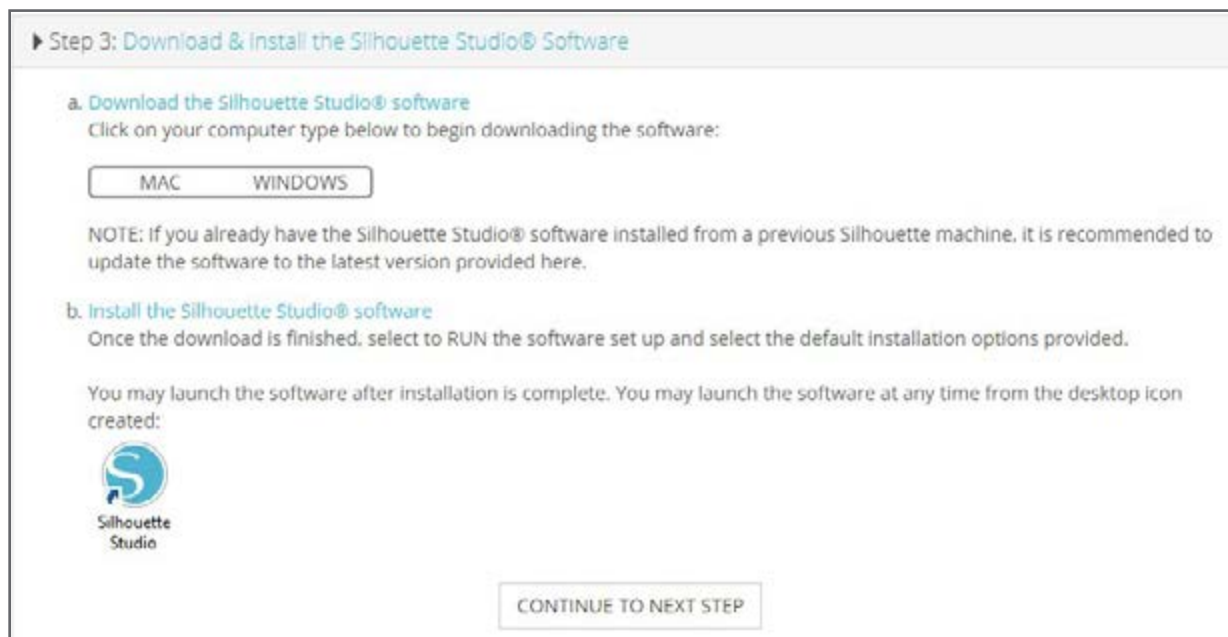 Step 3: Download & Install the Silhouette Studio® Software
a. Download the Silhouette Studio® software
Click on your computer type below to begin downloading the software:
MAC WINDOWS
NOTE: If you already have the Silhouette Studio® software installed from a previous Silhouette machine, it is recommended to
update the software to the latest version provided here.
b. Install the Silhouette Studio® software
Once the download is finished, select to RUN the software set up and select the default installation options provided.
You may launch the software after installation is complete. You may launch the software at any time from the desktop icon
created:
S
Silhouette
Studio
CONTINUE TO NEXT STEP